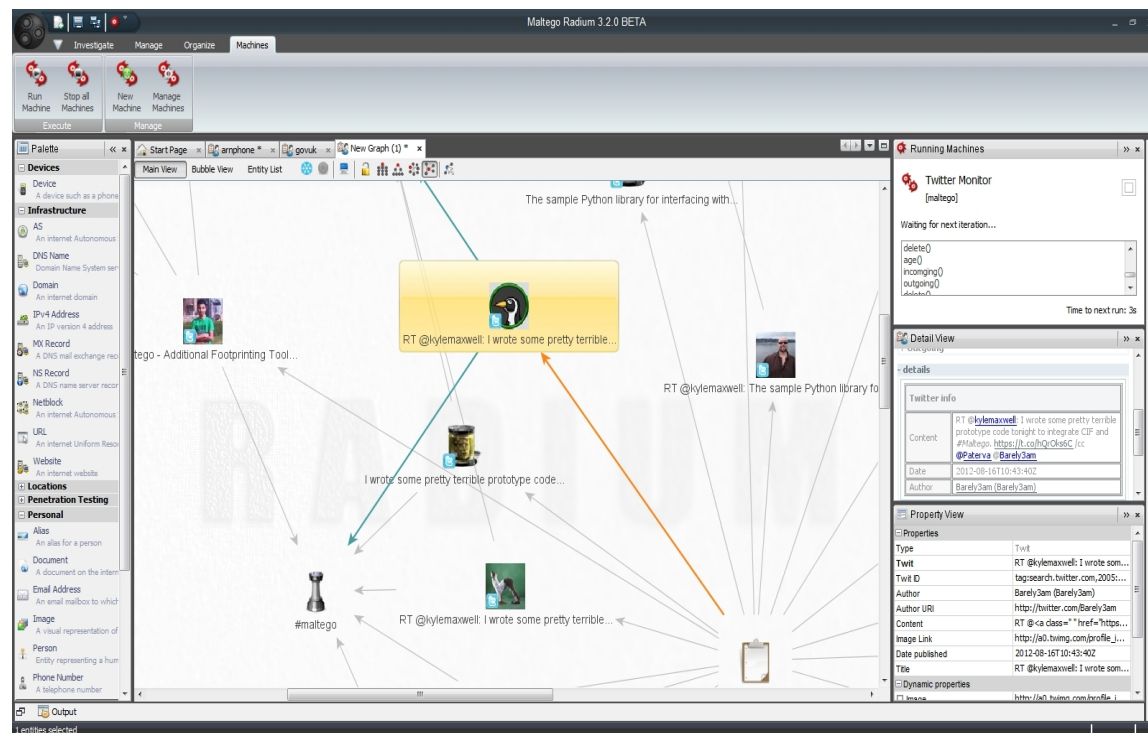 Maltego Radium 3.2.0 BETA
Investigate Manage Organize Machines
Run Machine
Stop all Machines
New Machine
Manage Machines
Execute
Manage
Palette
Devices
Device
A device such as a phone
Infrastructure
AS
An internet Autonomous
DNS Name
Domain Name System ser
Domain
An internet domain
IPv4 Address
An IP version 4 address
MX Record
A DNS mail exchange rec
NS Record
A DNS name server recor
Netblock
An internet Autonomous
URL
An internet Uniform Reso
Website
An internet website
Locations
Penetration Testing
Personal
Alias
An alias for a person
Document
A document on the intern
Email Address
An email mailbox to which
Image
A visual representation of
Person
Entity representing a hum
Phone Number
A telephone number
Start Page
arnphone *
govuk
New Graph (1) *
Main View Bubble View Entity List
The sample Python library for interfacing with...
RT @kylemaxwell: I wrote some pretty terrible...
tego - Additional Footprinting Tool...
RT @kylemaxwell: The sample Python library fo
I wrote some pretty terrible prototype code...
RADIUM
#maltego
RT @kylemaxwell: I wrote some pretty terrible...
Running Machines
Twitter Monitor
[maltego]
Waiting for next iteration...
delete()
age()
incomging()
outgoing()
delete()
Time to next run: 3s
Detail View
Outgoing
details
Twitter info
Content
RT @kylemaxwell: I wrote some pretty terrible
prototype code tonight to integrate CIF and
#Maltego. https://t.co/hQrOks6C /cc
@Paterva @Barely3am
Date 2012-08-16T10:43:40Z
Author Barely3am (Barely3am)
Property View
Properties
Type Twit
Twit RT @kylemaxwell: I wrote som...
Twit ID tag:search.twitter.com,2005:...
Author Barely3am (Barely3am)
Author URI http://twitter.com/Barely3am
Content RT @<a class=" " href="https...
Image Link http://a0.twimg.com/profile_i...
Date published 2012-08-16T10:43:40Z
Title RT @kylemaxwell: I wrote som...
Dynamic properties
Image http://a0.twimg.com/profile_i...
Output
1 entities selected